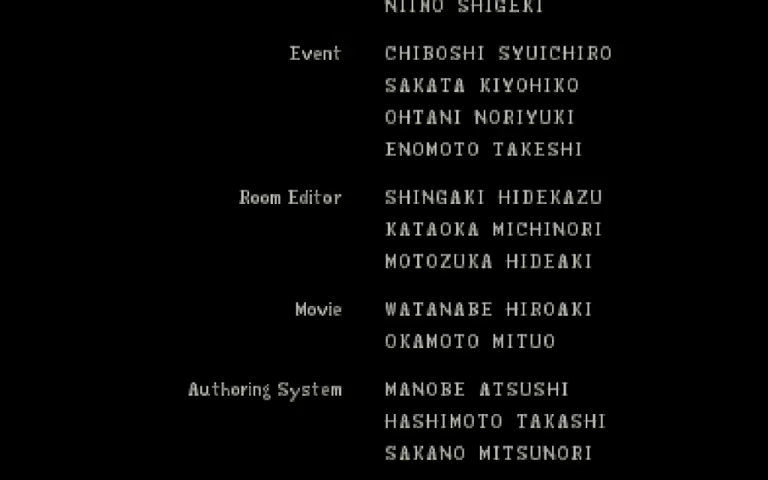 NIINO SHIGEKI
Event CHIBOSHI SYUICHIRO
SAKATA KIYOHIKO
OHTANI NORIYUKI
ENOMOTO TAKESHI
Room Editor SHINGAKI HIDEKAZU
KATAOKA MICHINORI
MOTOZUKA HIDEAKI
Movie WATANABE HIROAKI
OKAMOTO MITUO
Authoring System MANOBE ATSUSHI
HASHIMOTO TAKASHI
SAKANO MITSUNORI